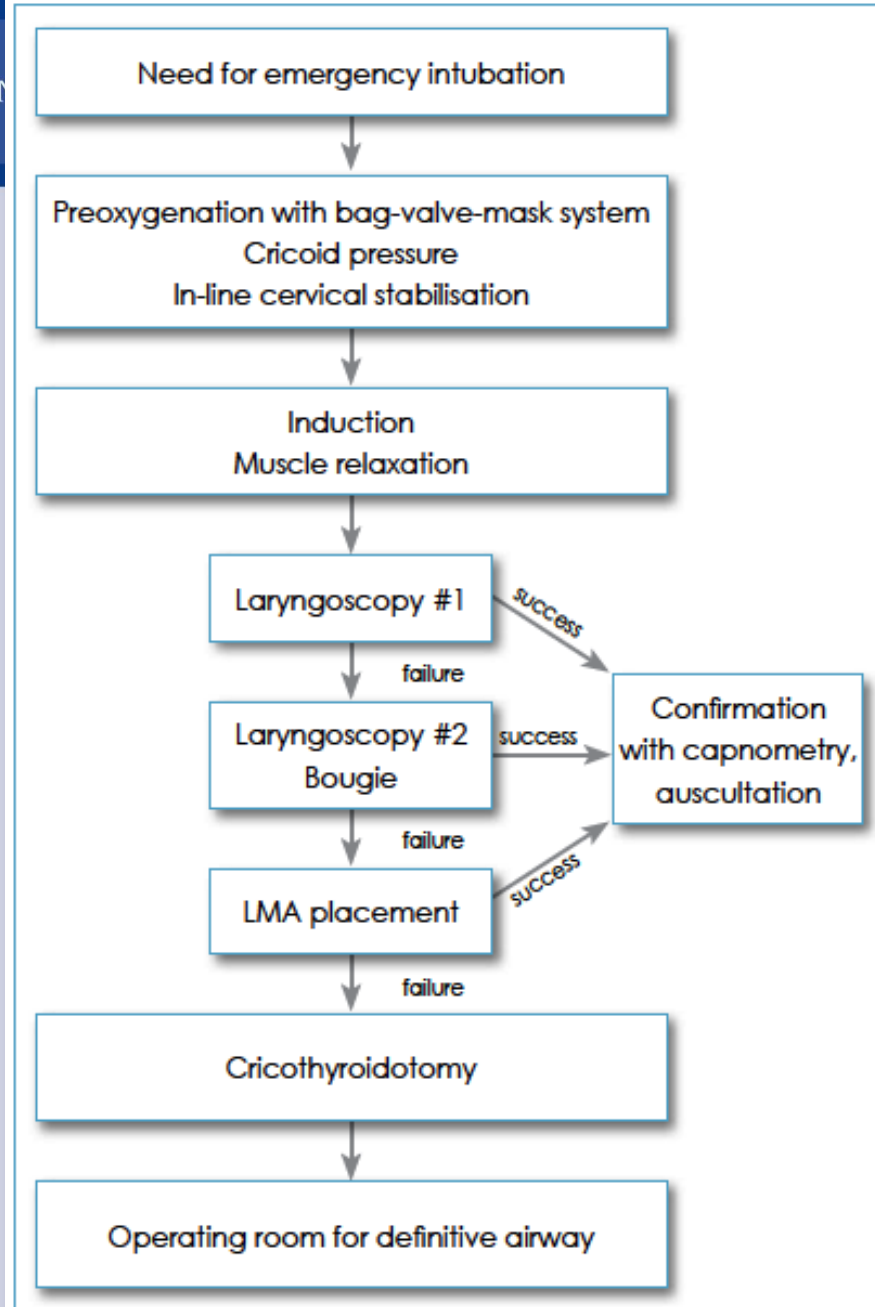 Need for emergency intubation
Preoxygenation with bag-valve-mask system
Cricoid pressure
In-line cervical stabilisation
Induction
Muscle relaxation
Laryngoscopy #1
success
failure
Laryngoscopy #2
Bougie
success
Confirmation
with capnometry,
auscultation
failure
LMA placement
success
failure
Cricothyroidotomy
Operating room for definitive airway